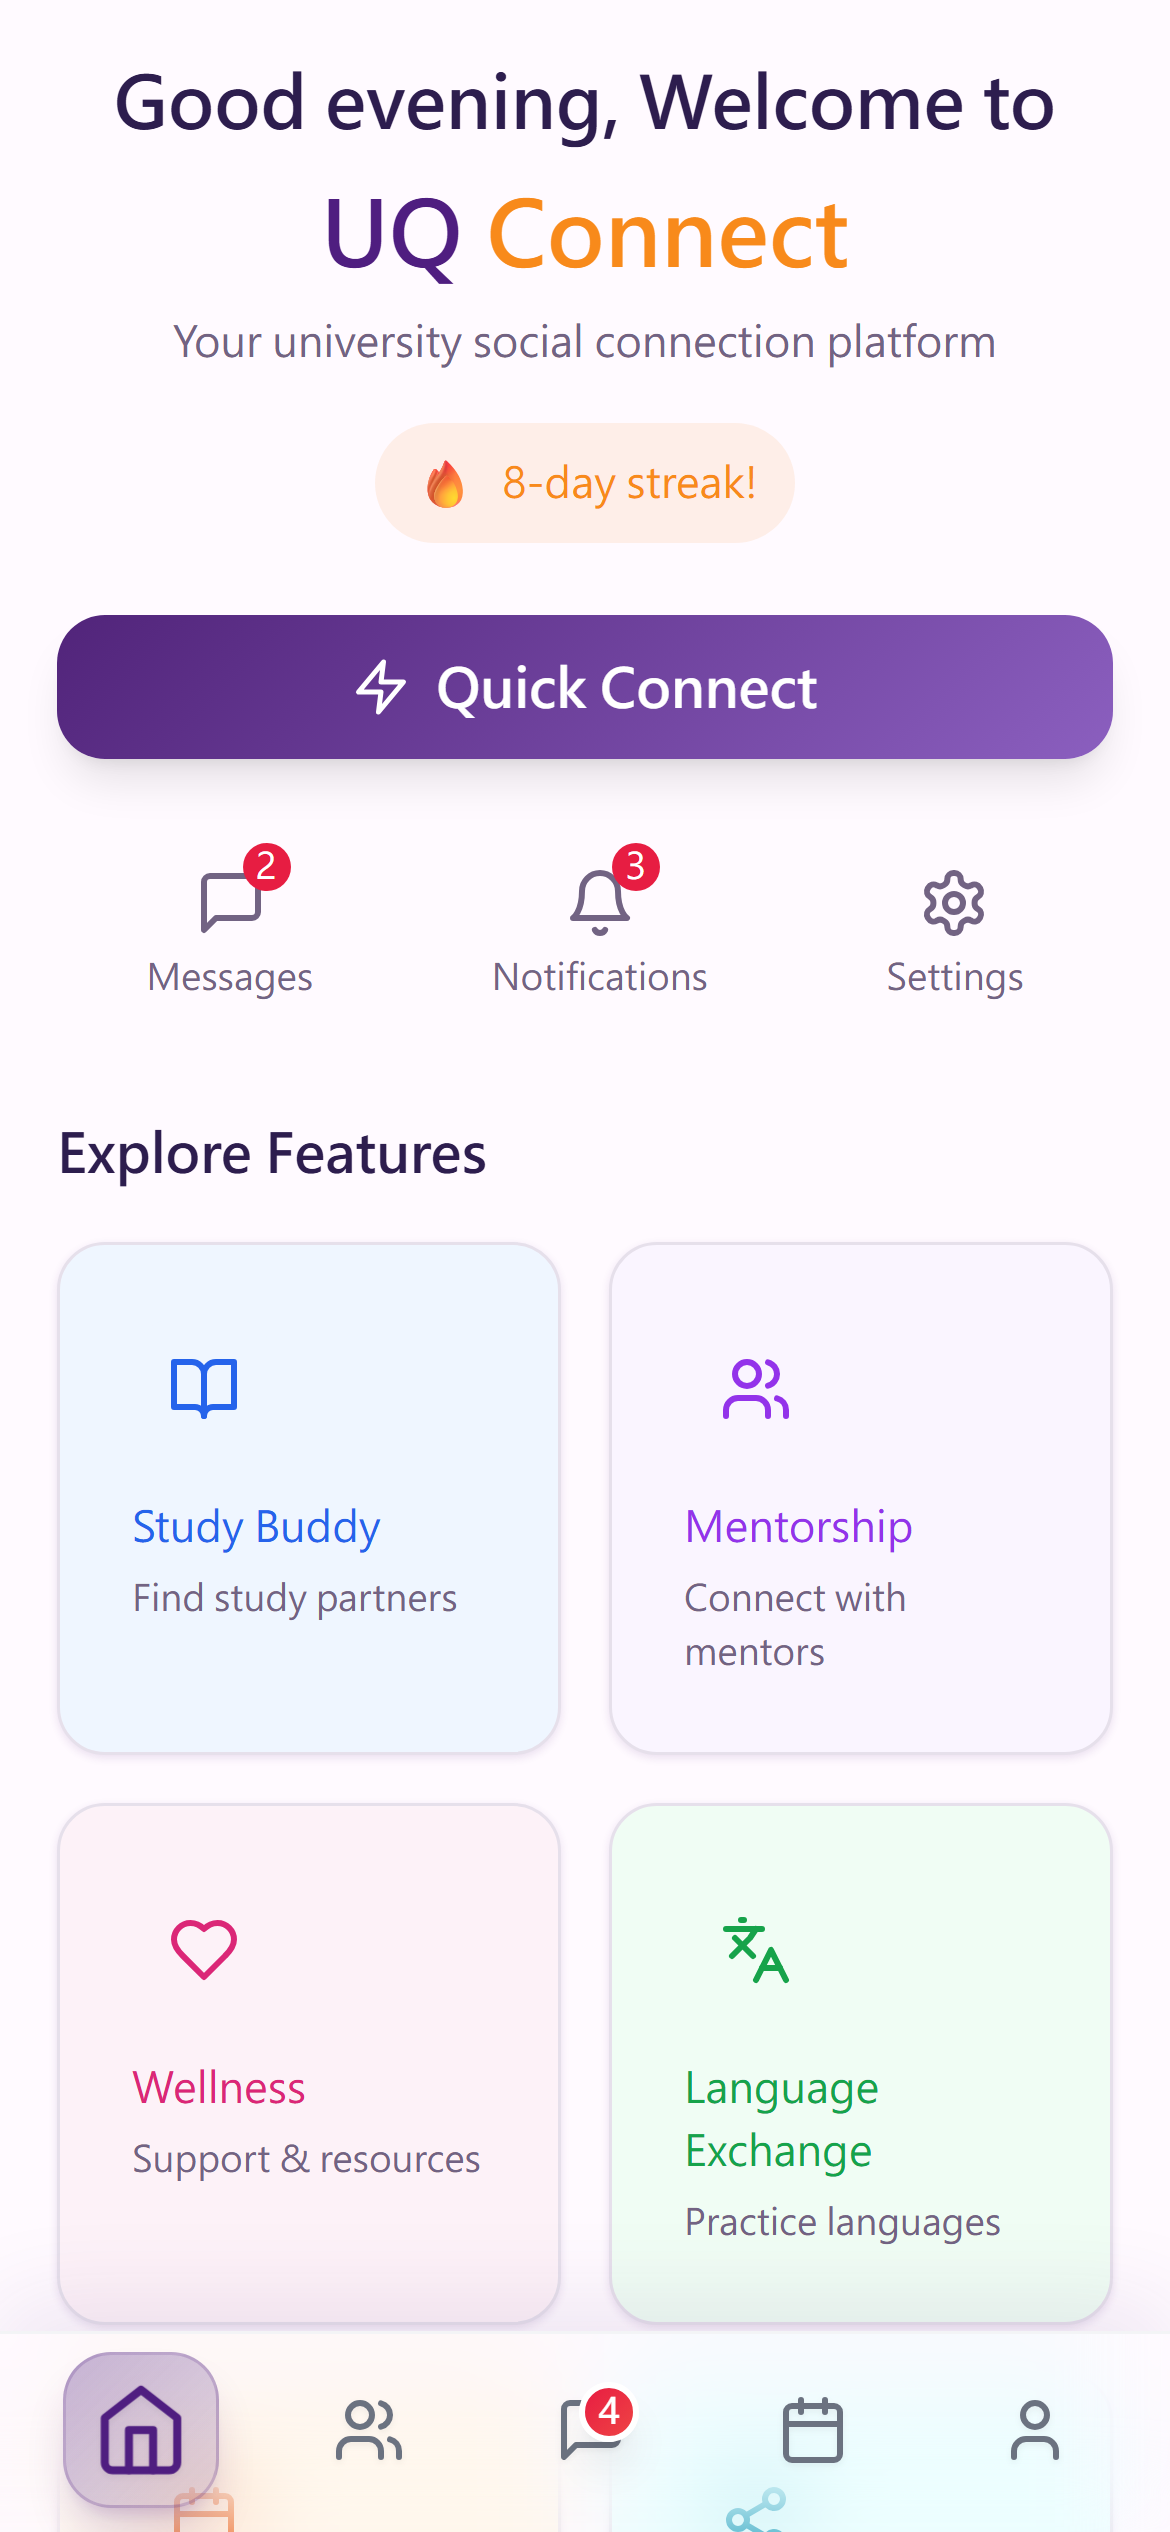 Good evening, Welcome to
UQ Connect
Your university social connection platform
8-day streak!
Quick Connect
2
3
Messages
Notifications
Settings
Explore Features
Study Buddy
Find study partners
Mentorship
Connect with
mentors
Wellness
Support & resources
Language
Exchange
Practice languages
4